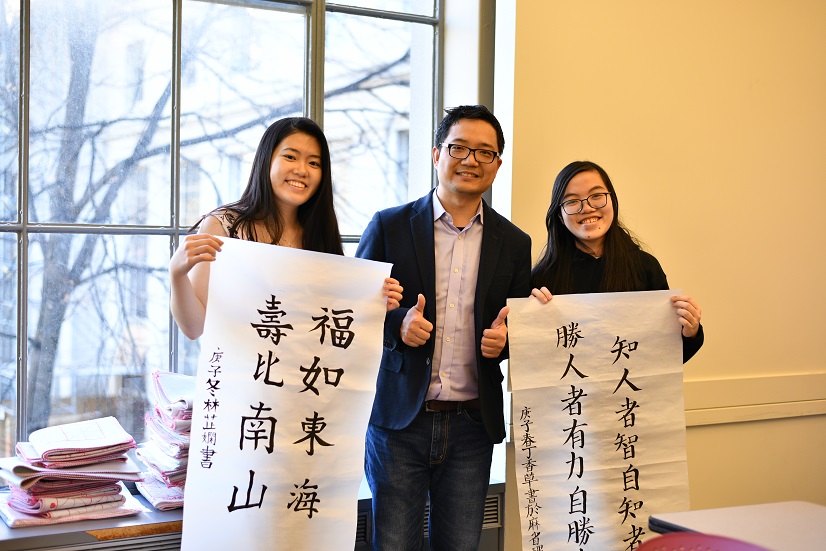 福如東海
壽比南山
庚子冬林芷嫻書
知人者智自知者
勝人者有力自勝
庚子春丁香草書於麻省理